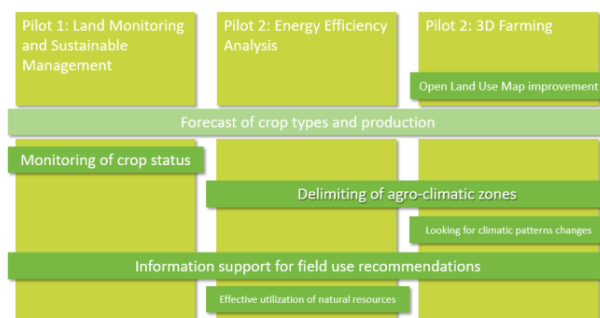 Pilot 1: Land Monitoring
and Sustainable
Management
Pilot 2: Energy Efficiency
Analysis
Pilot 2: 3D Farming
Open Land Use Map improvement
Forecast of crop types and production
Monitoring of crop status
Delimiting of agro-climatic zones
Looking for climatic patterns changes
Information support for field use recommendations
Effective utilization of natural resources